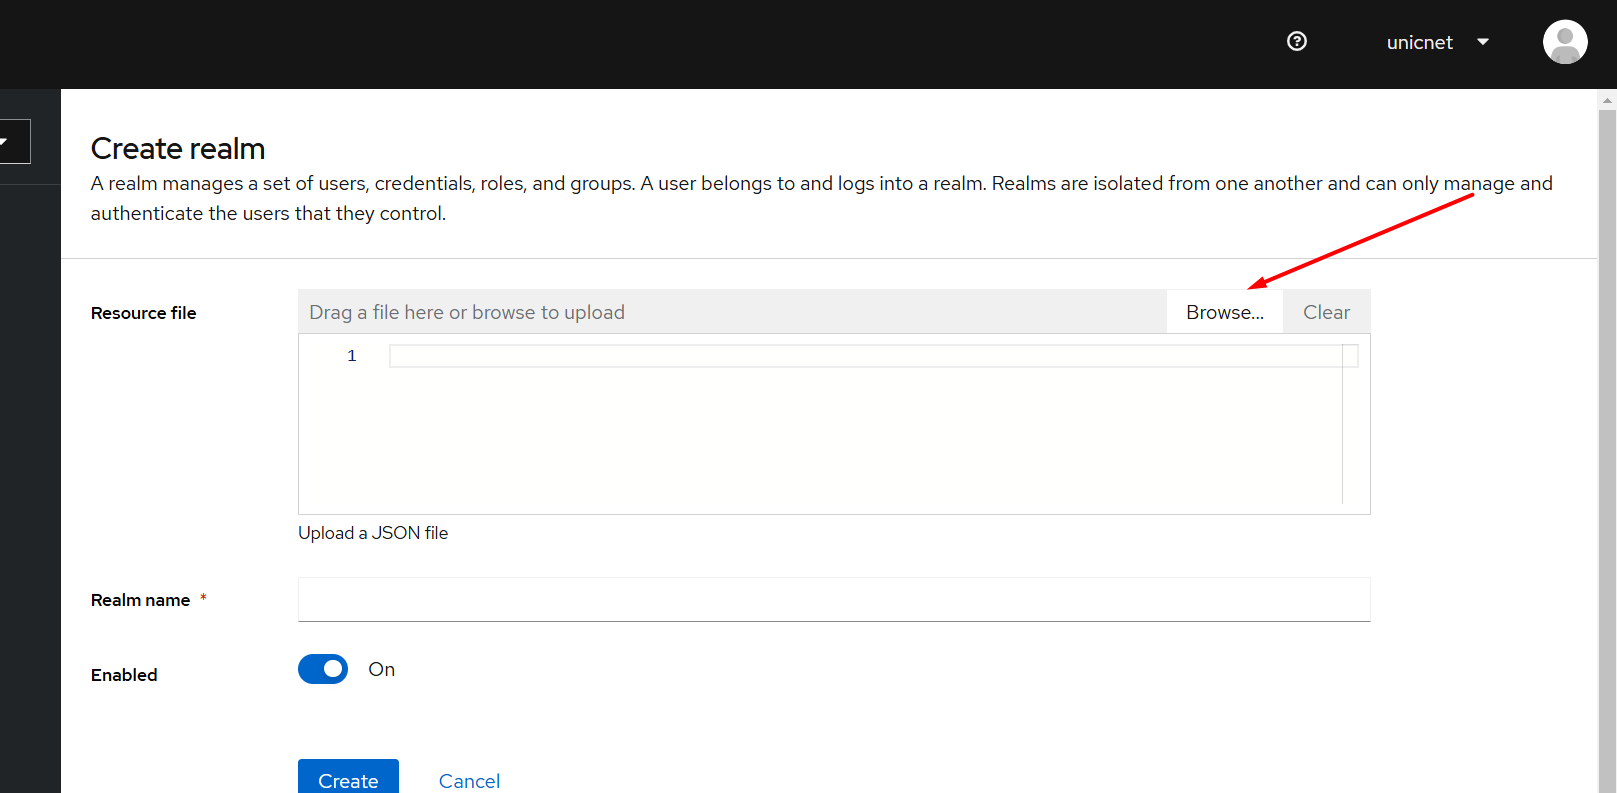 unicnet
Create realm
A realm manages a set of users, credentials, roles, and groups. A user belongs to and logs into a realm. Realms are isolated from one another and can only manage and
authenticate the users that they control.
Resource file
Drag a file here or browse to upload
Browse...
Clear
1
Upload a JSON file
Realm name *
Enabled
On
Create
Cancel